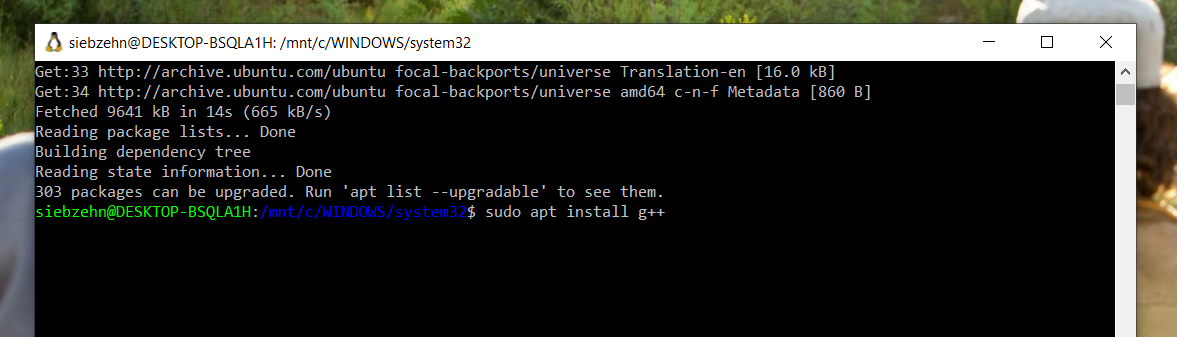 siebzehn@DESKTOP-BSQLA1H: /mnt/c/WINDOWS/system32
Get:33 http://archive.ubuntu.com/ubuntu focal-backports/universe Translation-en [16.0 kB]
Get:34 http://archive.ubuntu.com/ubuntu focal-backports/universe amd64 c-n-f Metadata [860 B]
Fetched 9641 kB in 14s (665 kB/s)
Reading package lists... Done
Building dependency tree
Reading state information... Done
303 packages can be upgraded. Run 'apt list --upgradable' to see them.
siebzehn@DESKTOP-BSQLA1H:/mnt/c/WINDOWS/system32$ sudo apt install g++